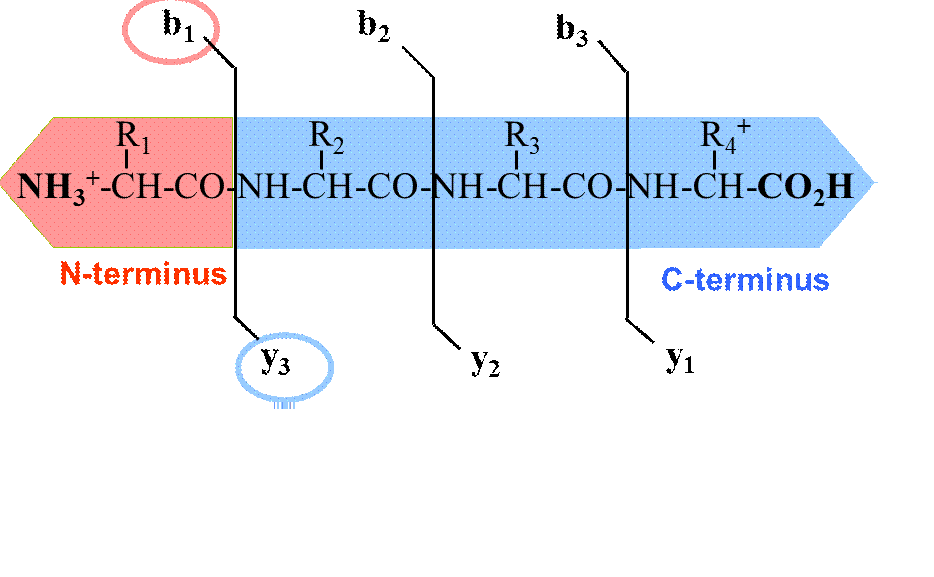 b1 b2 b3
R1 R2 R3 R4+
NH3+-CH-CO-NH-CH-CO-NH-CH-CO-NH-CH-CO2H
N-terminus C-terminus
y3 y2 y1